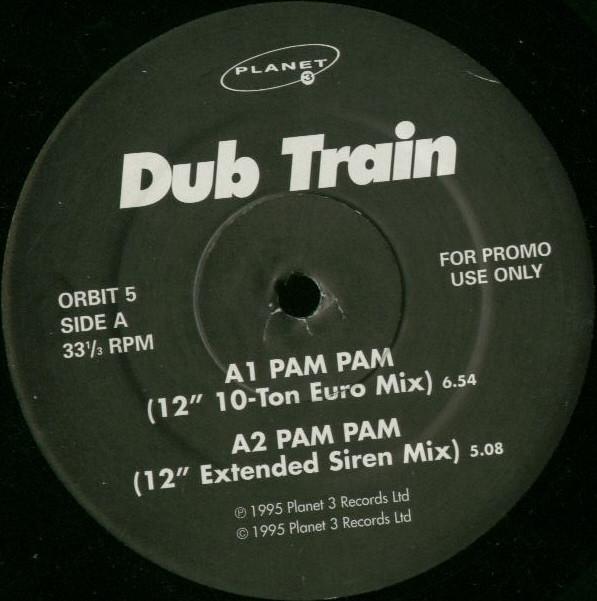 PLANET
3
Dub Train
FOR PROMO
USE ONLY
ORBIT 5
SIDE A
33¹/₃ RPM
A1 PAM PAM
(12" 10-Ton Euro Mix) 6.54
A2 PAM PAM
(12" Extended Siren Mix) 5.08
℗ 1995 Planet 3 Records Ltd
© 1995 Planet 3 Records Ltd